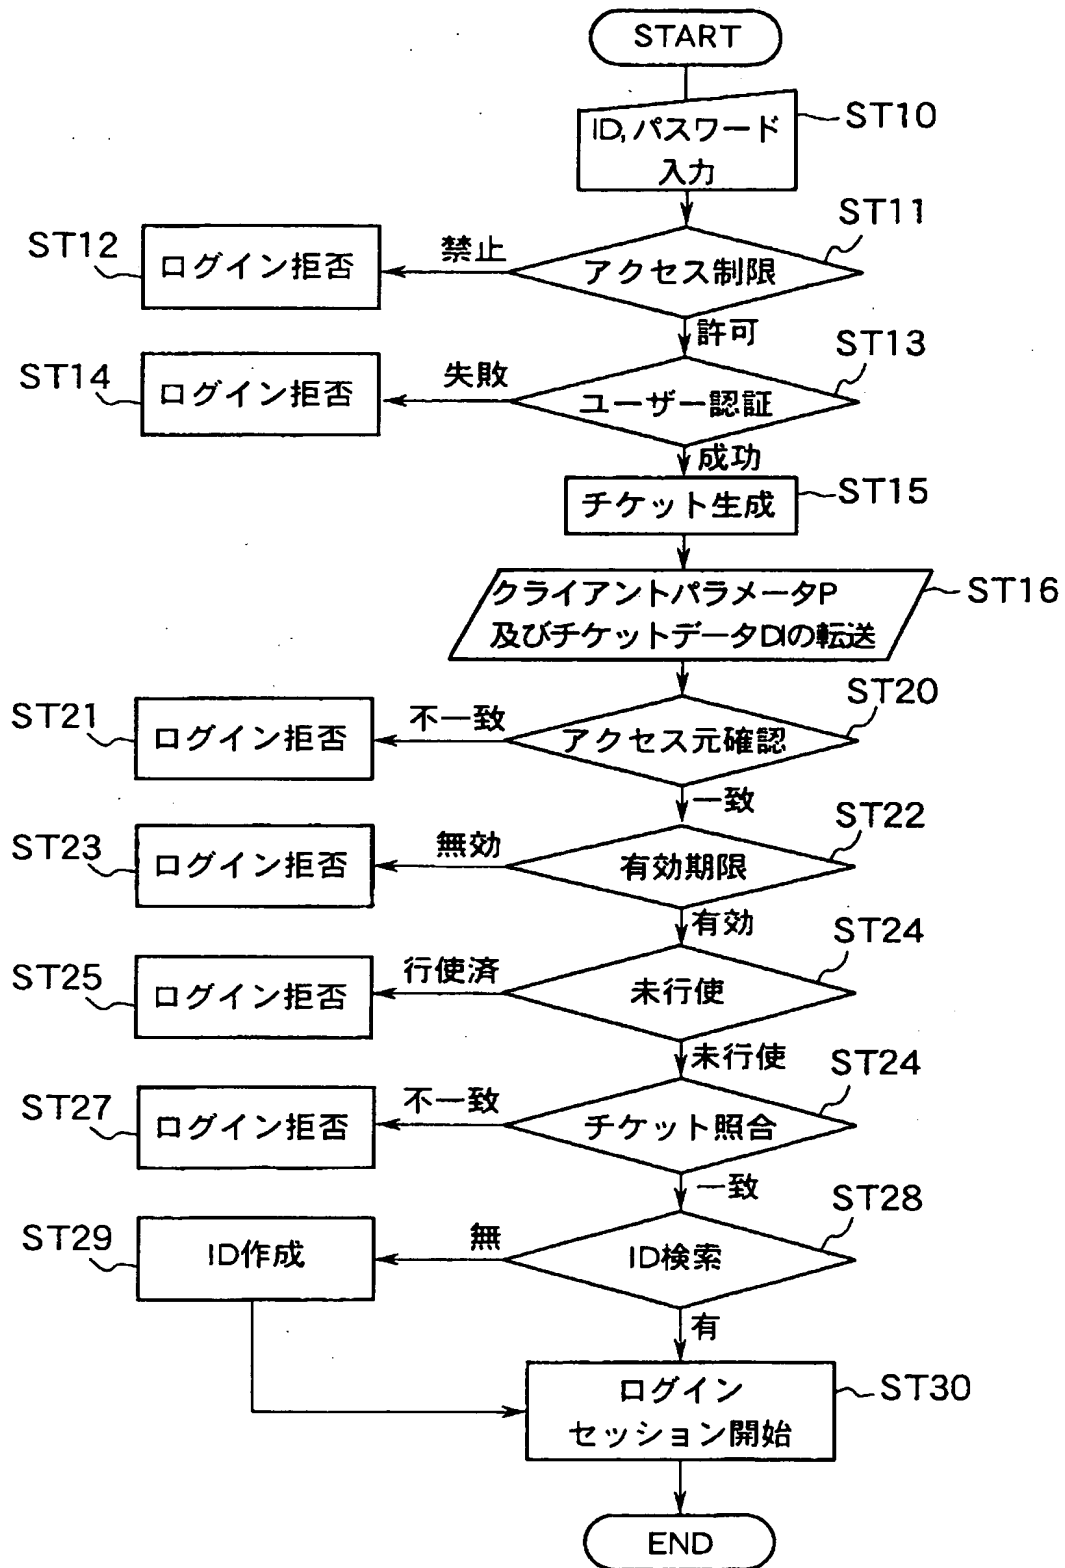 START
ID,パスワード
入力
ST10
ST11
アクセス制限
禁止
ST12
ログイン拒否
許可
ST13
ユーザー認証
失敗
ST14
ログイン拒否
成功
チケット生成
ST15
クライアントパラメータP
及びチケットデータDIの転送
ST16
ST20
アクセス元確認
不一致
ST21
ログイン拒否
一致
ST22
有効期限
無効
ST23
ログイン拒否
有効
ST24
未行使
行使済
ST25
ログイン拒否
未行使
ST24
チケット照合
不一致
ST27
ログイン拒否
一致
ST28
ID検索
無
ST29
ID作成
有
ログイン
セッション開始
ST30
END